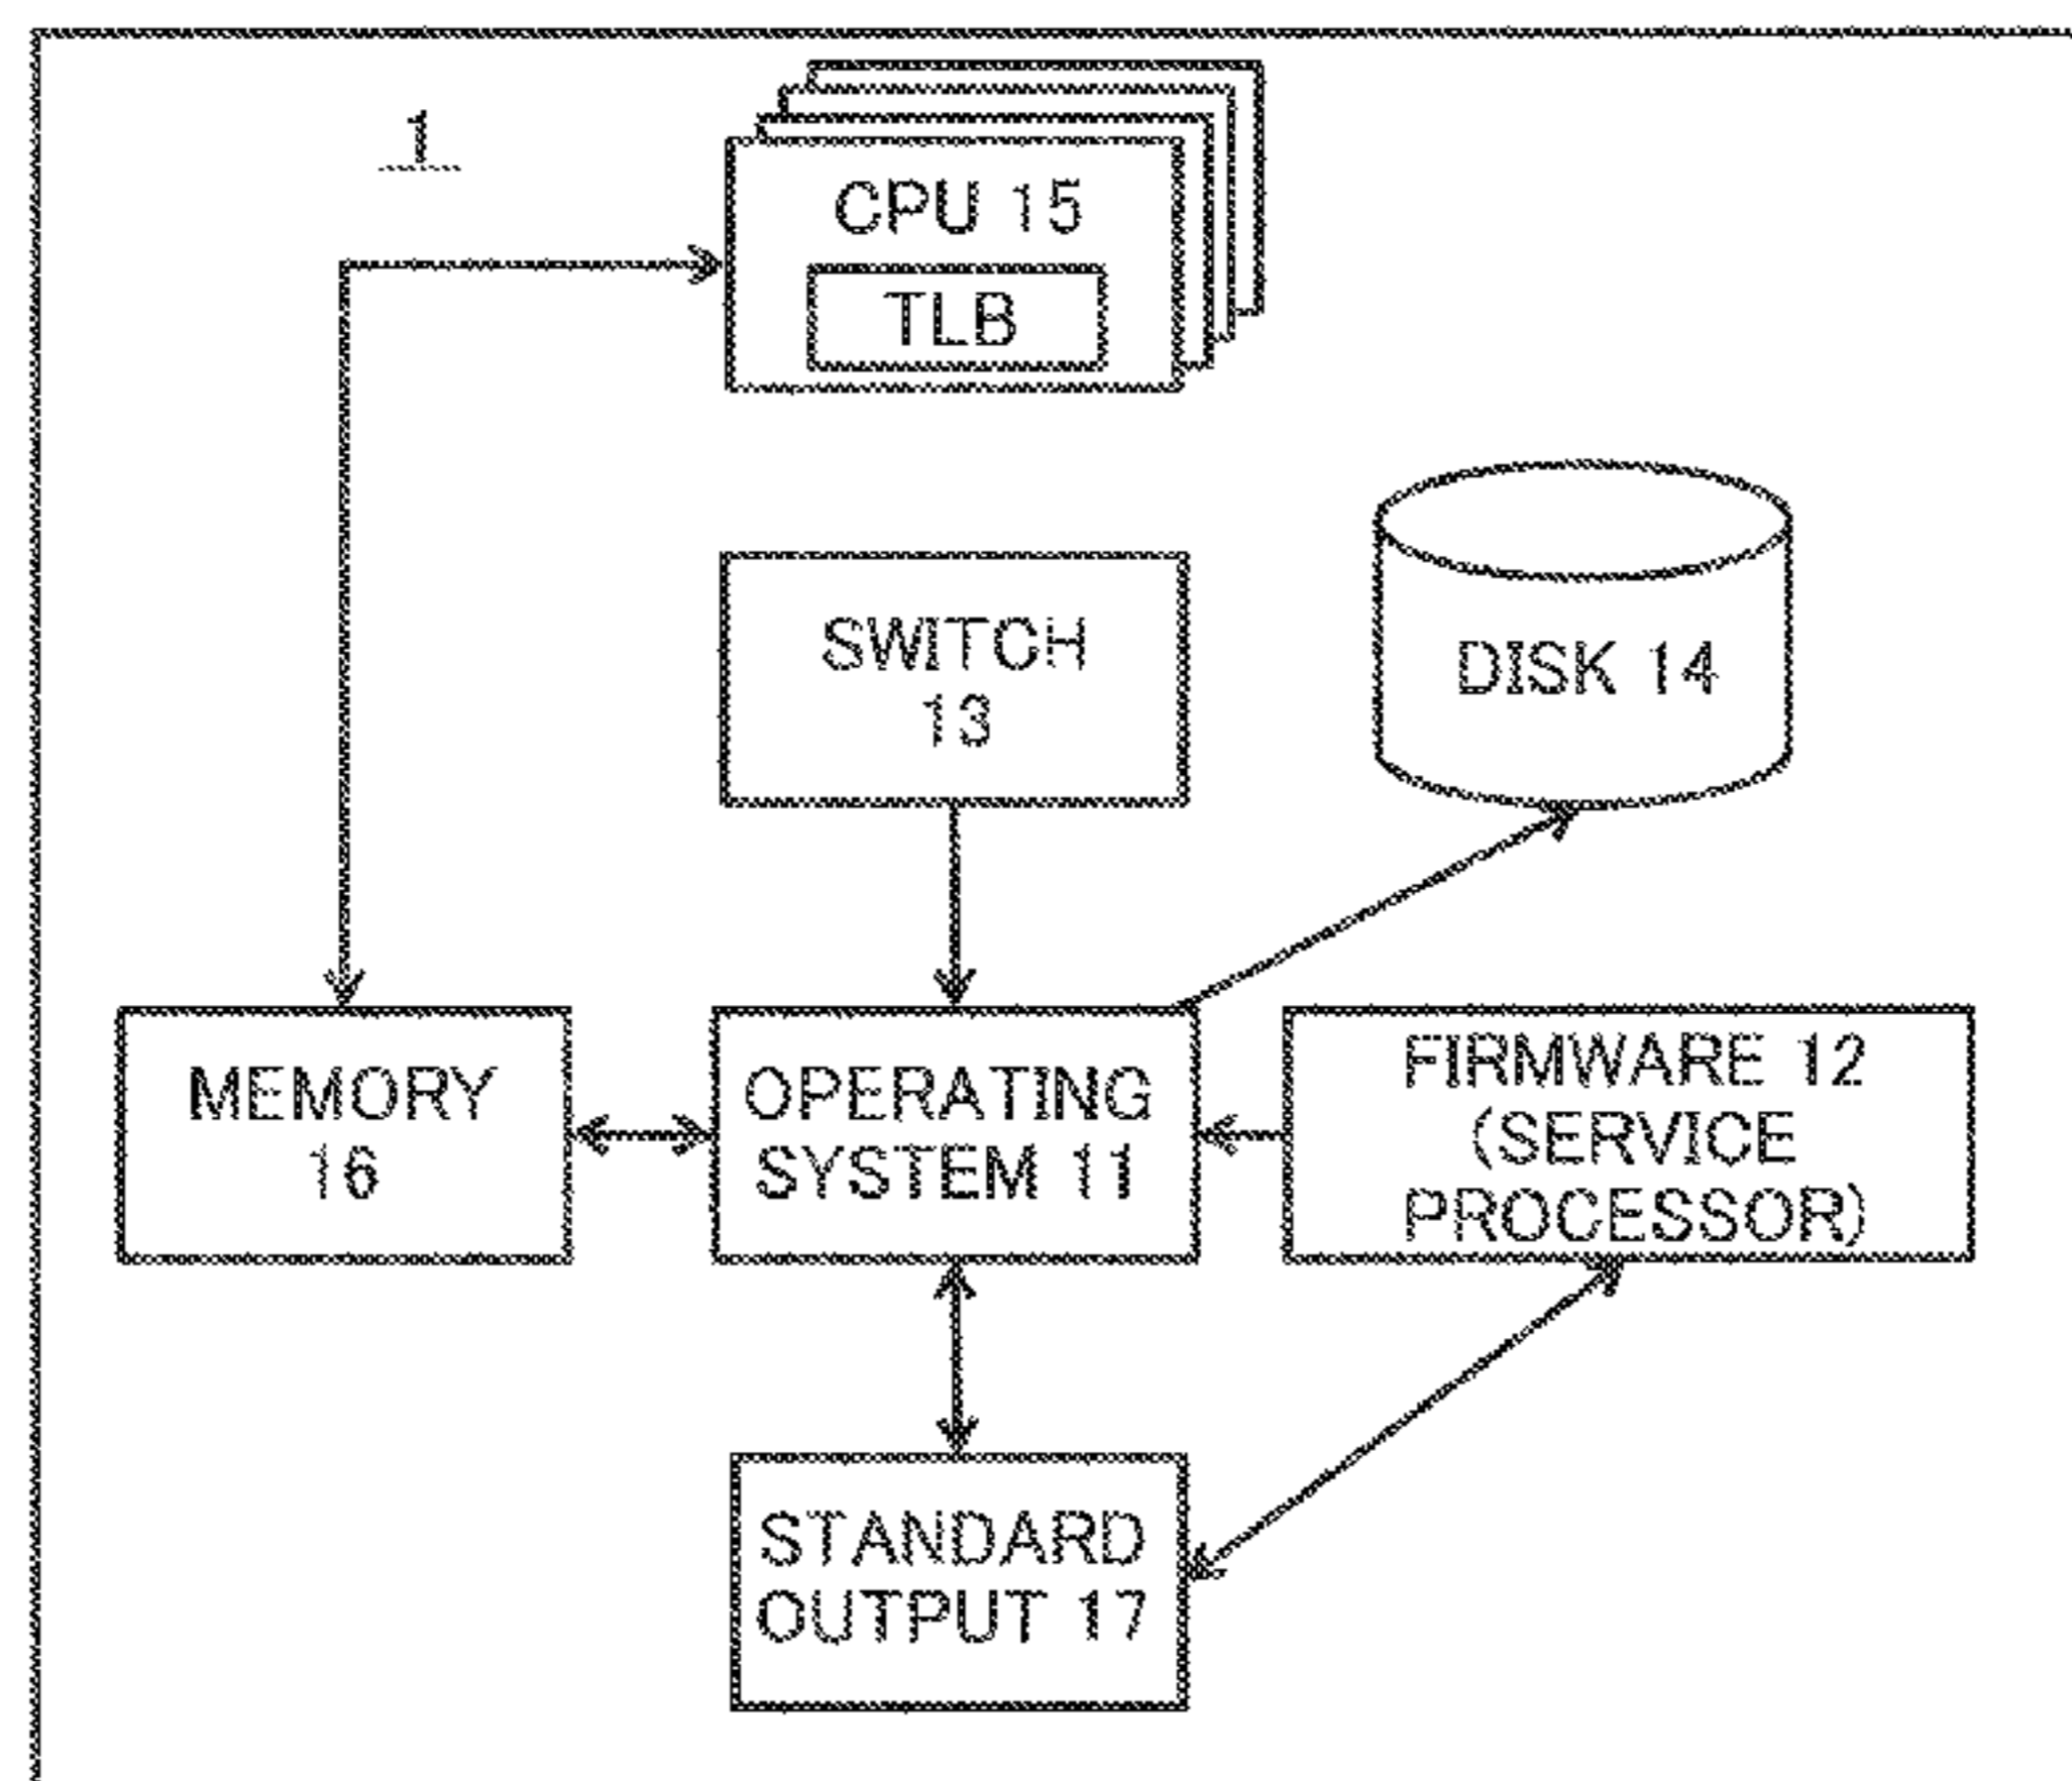 1
CPU 15
TLB
SWITCH
13
DISK 14
MEMORY
16
OPERATING
SYSTEM 11
FIRMWARE 12
(SERVICE
PROCESSOR)
STANDARD
OUTPUT 17